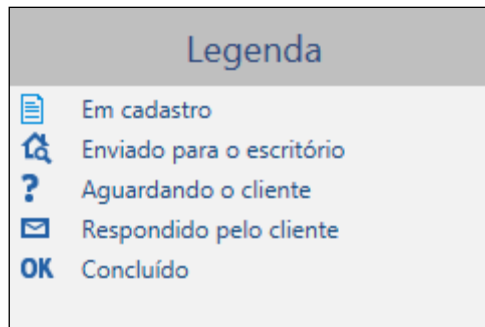 Legenda
Em cadastro
Enviado para o escritório
? Aguardando o cliente
Respondido pelo cliente
OK Concluído